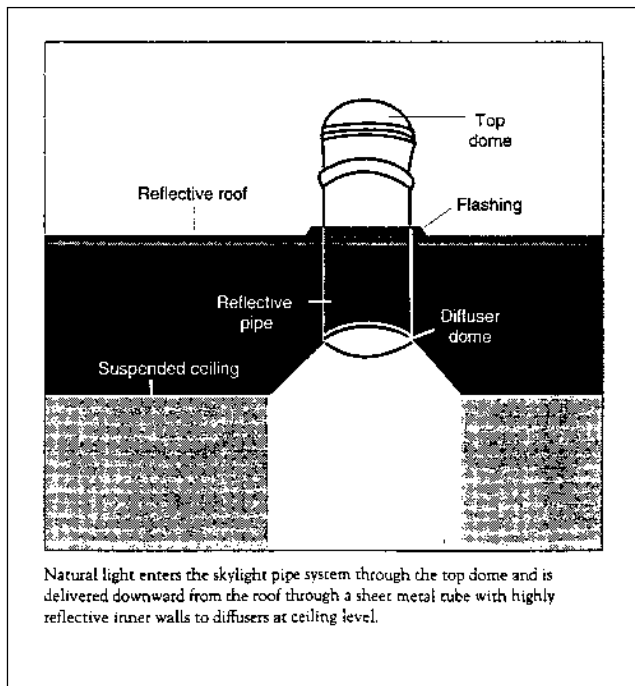 Top
dome
Reflective roof
Flashing
Reflective
pipe
Diffuser
dome
Suspended ceiling
Natural light enters the skylight pipe system through the top dome and is
delivered downward from the roof through a sheet metal tube with highly
reflective inner walls to diffusers at ceiling level.